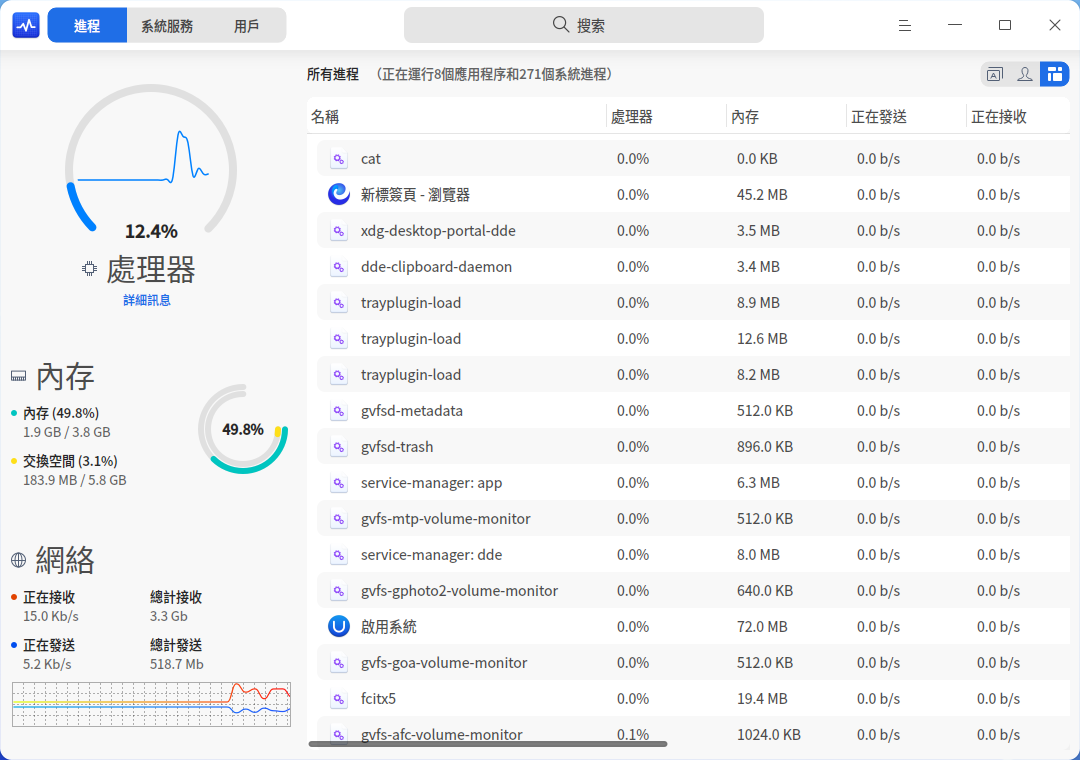 進程 系統服務 用戶 搜索
所有進程 （正在運行8個應用程序和271個系統進程）
12.4%
處理器
詳細訊息
內存
內存 (49.8%)
1.9 GB / 3.8 GB
交換空間 (3.1%)
183.9 MB / 5.8 GB
49.8%
網絡
正在接收 總計接收
15.0 Kb/s 3.3 Gb
正在發送 總計發送
5.2 Kb/s 518.7 Mb
名稱 處理器 內存 正在發送 正在接收
cat 0.0% 0.0 KB 0.0 b/s 0.0 b/s
新標簽頁 - 瀏覽器 0.0% 45.2 MB 0.0 b/s 0.0 b/s
xdg-desktop-portal-dde 0.0% 3.5 MB 0.0 b/s 0.0 b/s
dde-clipboard-daemon 0.0% 3.4 MB 0.0 b/s 0.0 b/s
trayplugin-load 0.0% 8.9 MB 0.0 b/s 0.0 b/s
trayplugin-load 0.0% 12.6 MB 0.0 b/s 0.0 b/s
trayplugin-load 0.0% 8.2 MB 0.0 b/s 0.0 b/s
gvfsd-metadata 0.0% 512.0 KB 0.0 b/s 0.0 b/s
gvfsd-trash 0.0% 896.0 KB 0.0 b/s 0.0 b/s
service-manager: app 0.0% 6.3 MB 0.0 b/s 0.0 b/s
gvfs-mtp-volume-monitor 0.0% 512.0 KB 0.0 b/s 0.0 b/s
service-manager: dde 0.0% 8.0 MB 0.0 b/s 0.0 b/s
gvfs-gphoto2-volume-monitor 0.0% 640.0 KB 0.0 b/s 0.0 b/s
啟用系統 0.0% 72.0 MB 0.0 b/s 0.0 b/s
gvfs-goa-volume-monitor 0.0% 512.0 KB 0.0 b/s 0.0 b/s
fcitx5 0.0% 19.4 MB 0.0 b/s 0.0 b/s
gvfs-afc-volume-monitor 0.1% 1024.0 KB 0.0 b/s 0.0 b/s